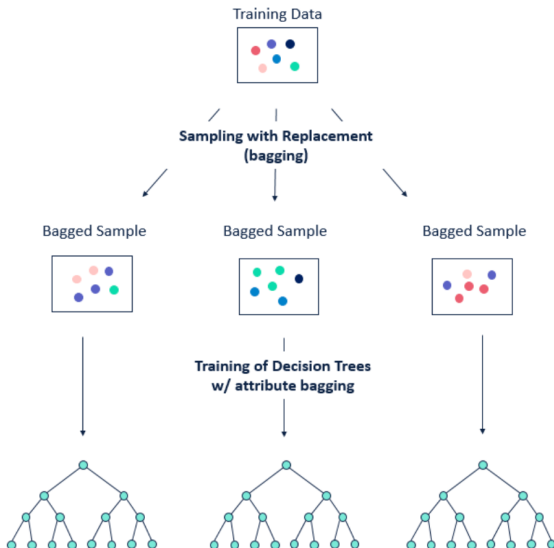 Training Data
Sampling with Replacement
(bagging)
Bagged Sample
Bagged Sample
Bagged Sample
Training of Decision Trees
w/ attribute bagging